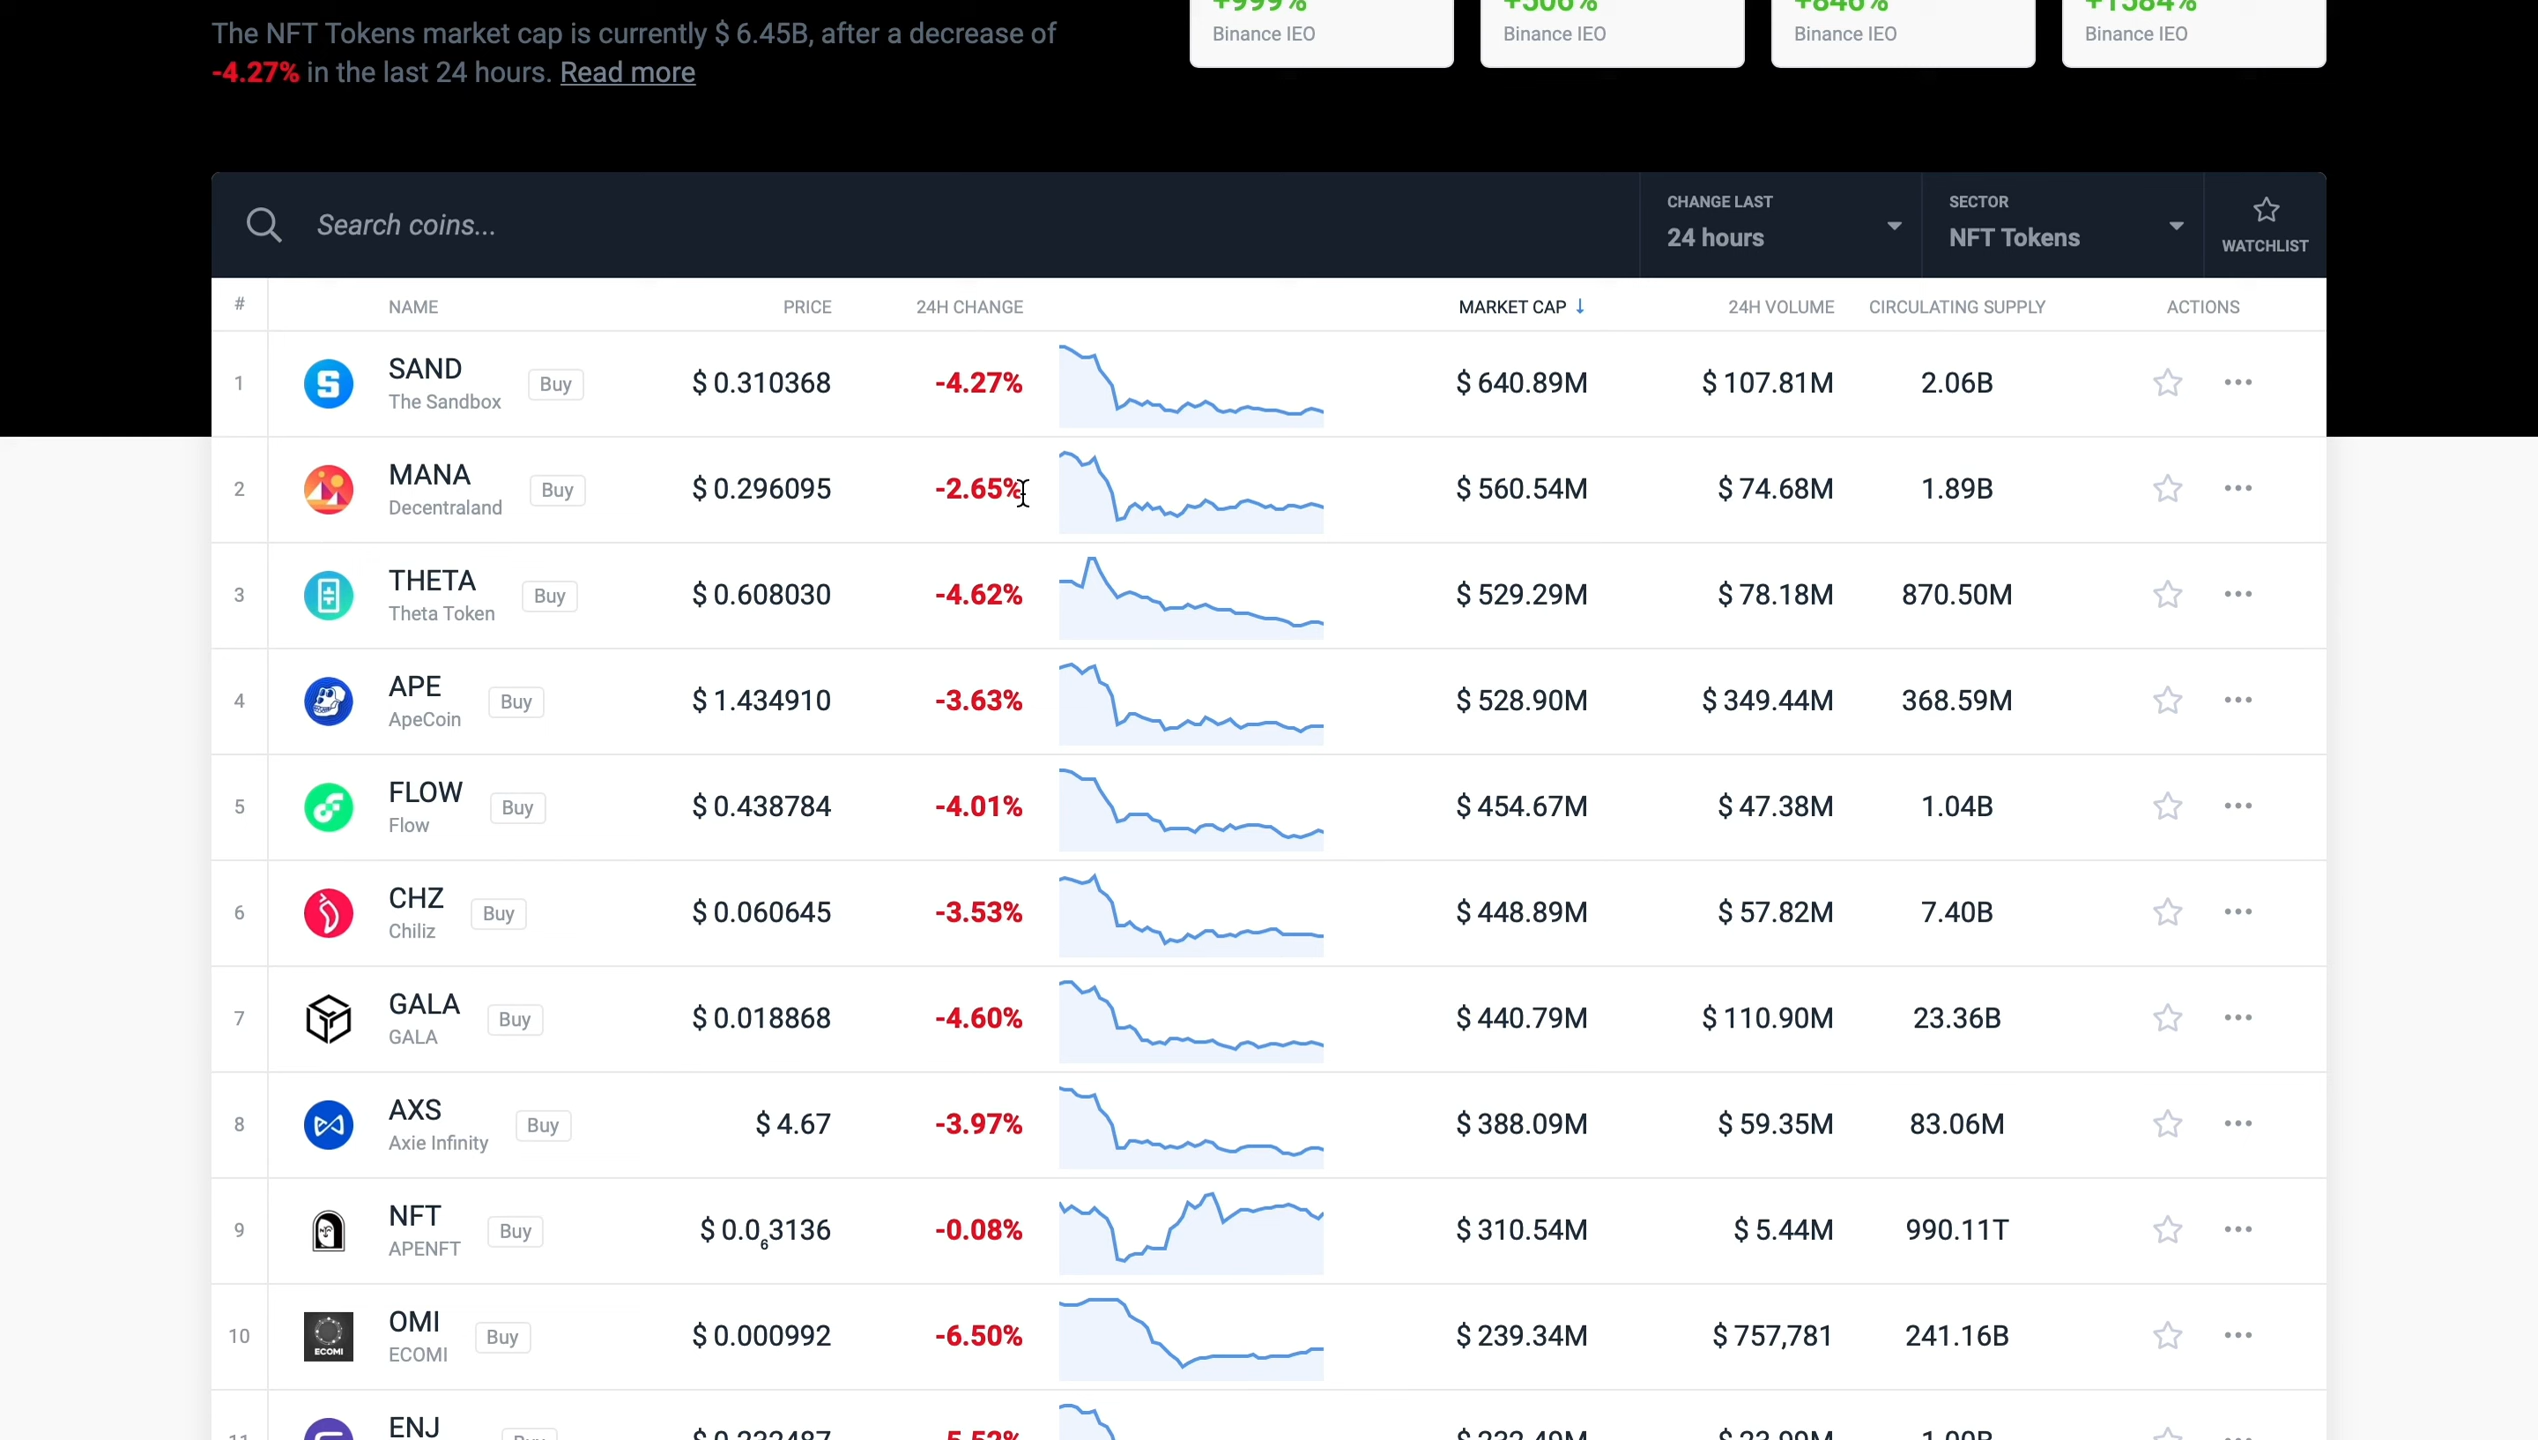 +999%
Binance IEO
+506%
Binance IEO
+846%
Binance IEO
Binance IEO
The NFT Tokens market cap is currently $ 6.45B, after a decrease of
-4.27% in the last 24 hours. Read more
Search coins...
CHANGE LAST
24 hours
SECTOR
NFT Tokens
WATCHLIST
# NAME PRICE 24H CHANGE MARKET CAP ↓ 24H VOLUME CIRCULATING SUPPLY ACTIONS
1 SAND Buy $ 0.310368 -4.27% $ 640.89M $ 107.81M 2.06B
The Sandbox
2 MANA Buy $ 0.296095 -2.65% $ 560.54M $ 74.68M 1.89B
Decentraland
3 THETA Buy $ 0.608030 -4.62% $ 529.29M $ 78.18M 870.50M
Theta Token
4 APE Buy $ 1.434910 -3.63% $ 528.90M $ 349.44M 368.59M
ApeCoin
5 FLOW Buy $ 0.438784 -4.01% $ 454.67M $ 47.38M 1.04B
Flow
6 CHZ Buy $ 0.060645 -3.53% $ 448.89M $ 57.82M 7.40B
Chiliz
7 GALA Buy $ 0.018868 -4.60% $ 440.79M $ 110.90M 23.36B
GALA
8 AXS Buy $ 4.67 -3.97% $ 388.09M $ 59.35M 83.06M
Axie Infinity
9 NFT Buy $ 0.0₆3136 -0.08% $ 310.54M $ 5.44M 990.11T
APENFT
10 OMI Buy $ 0.000992 -6.50% $ 239.34M $ 757,781 241.16B
ECOMI
ECOMI
ENJ